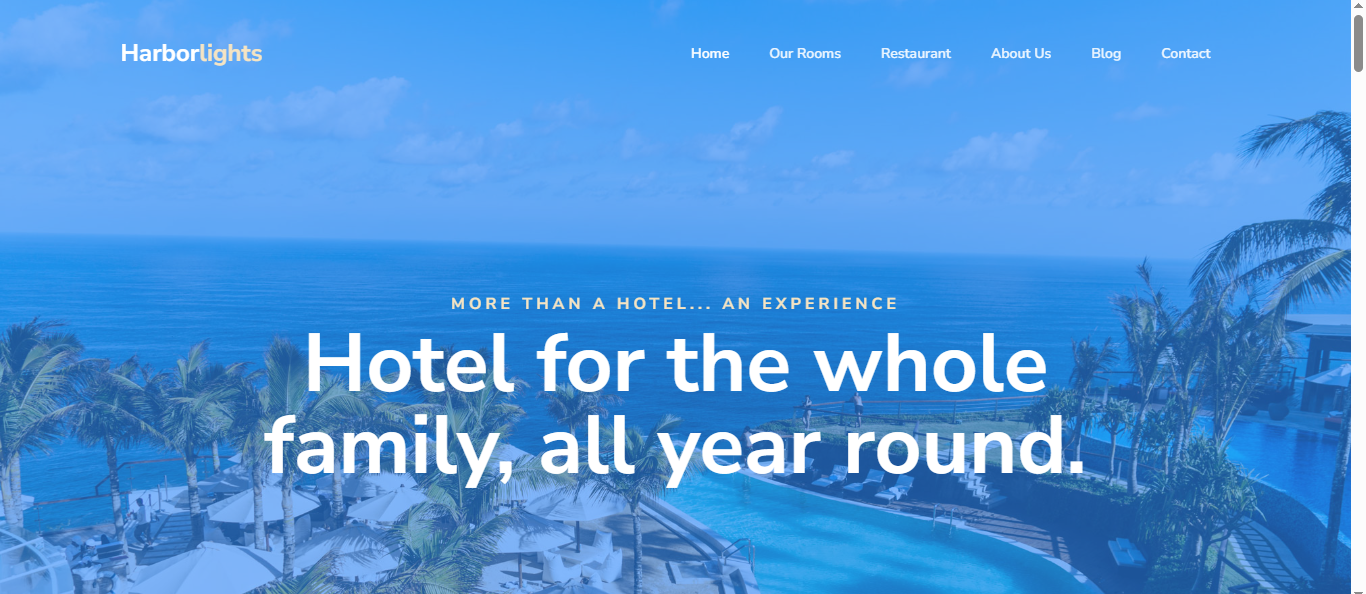 Harborlights
Home Our Rooms Restaurant About Us Blog Contact
MORE THAN A HOTEL... AN EXPERIENCE
Hotel for the whole
family, all year round.